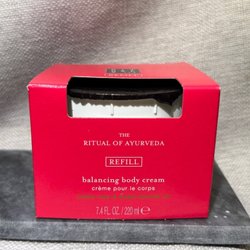 THE
RITUAL OF AYURVEDA
REFILL
balancing body cream
crème pour le corps
7.4 FL. OZ / 220 ml ℮